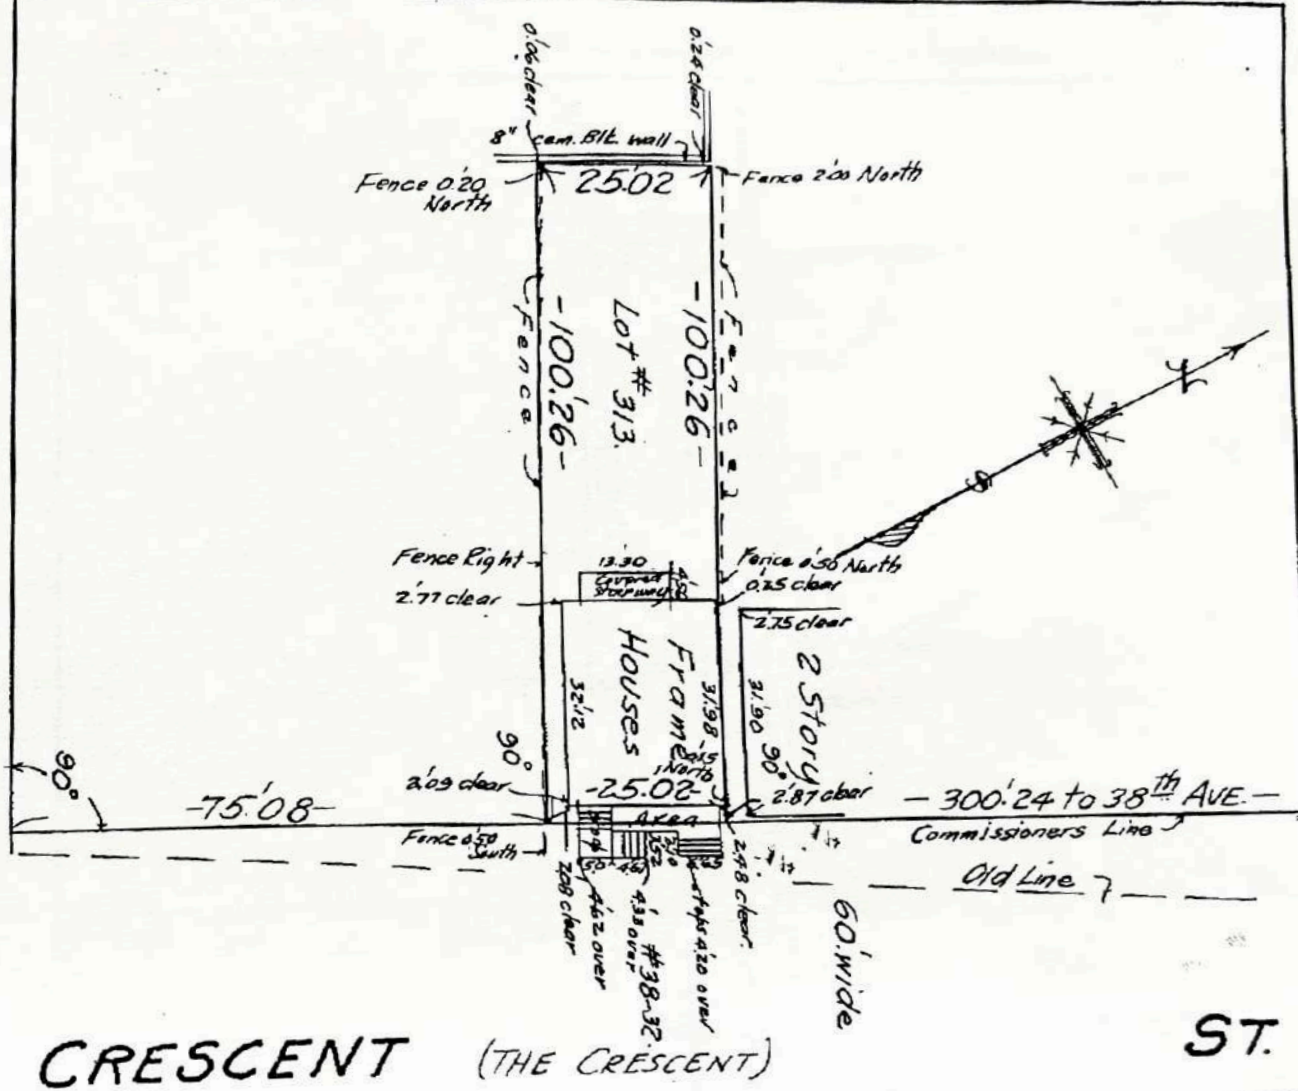 0.'06 clear
0.'24 clear
8" cem. Blk. wall
Fence 0.'20
North
25.'02
Fence 2.'00 North
Fence
-100.'26-
Lot # 313.
-100.'26-
Fence
Fence Right
13.'30
Covered
Fence 0.'50 North
2.'77 clear
0.'25 clear
2.'75 clear
Frame
Houses
2 Story
32.'12
31.'98
31.'90
90°
90°
90°
North
2.'09 clear
-25.'02-
2.'87 clear
-75.'08-
- 300.'24 to 38th AVE. -
Area
Commissioners Line
Fence 0.'50
South
Old Line
2.'08 clear
4.'62 over
4.'33 over
#38-32.
4 steps 4.'20 over
2.'48 clear.
60.' wide
CRESCENT (THE CRESCENT) ST.